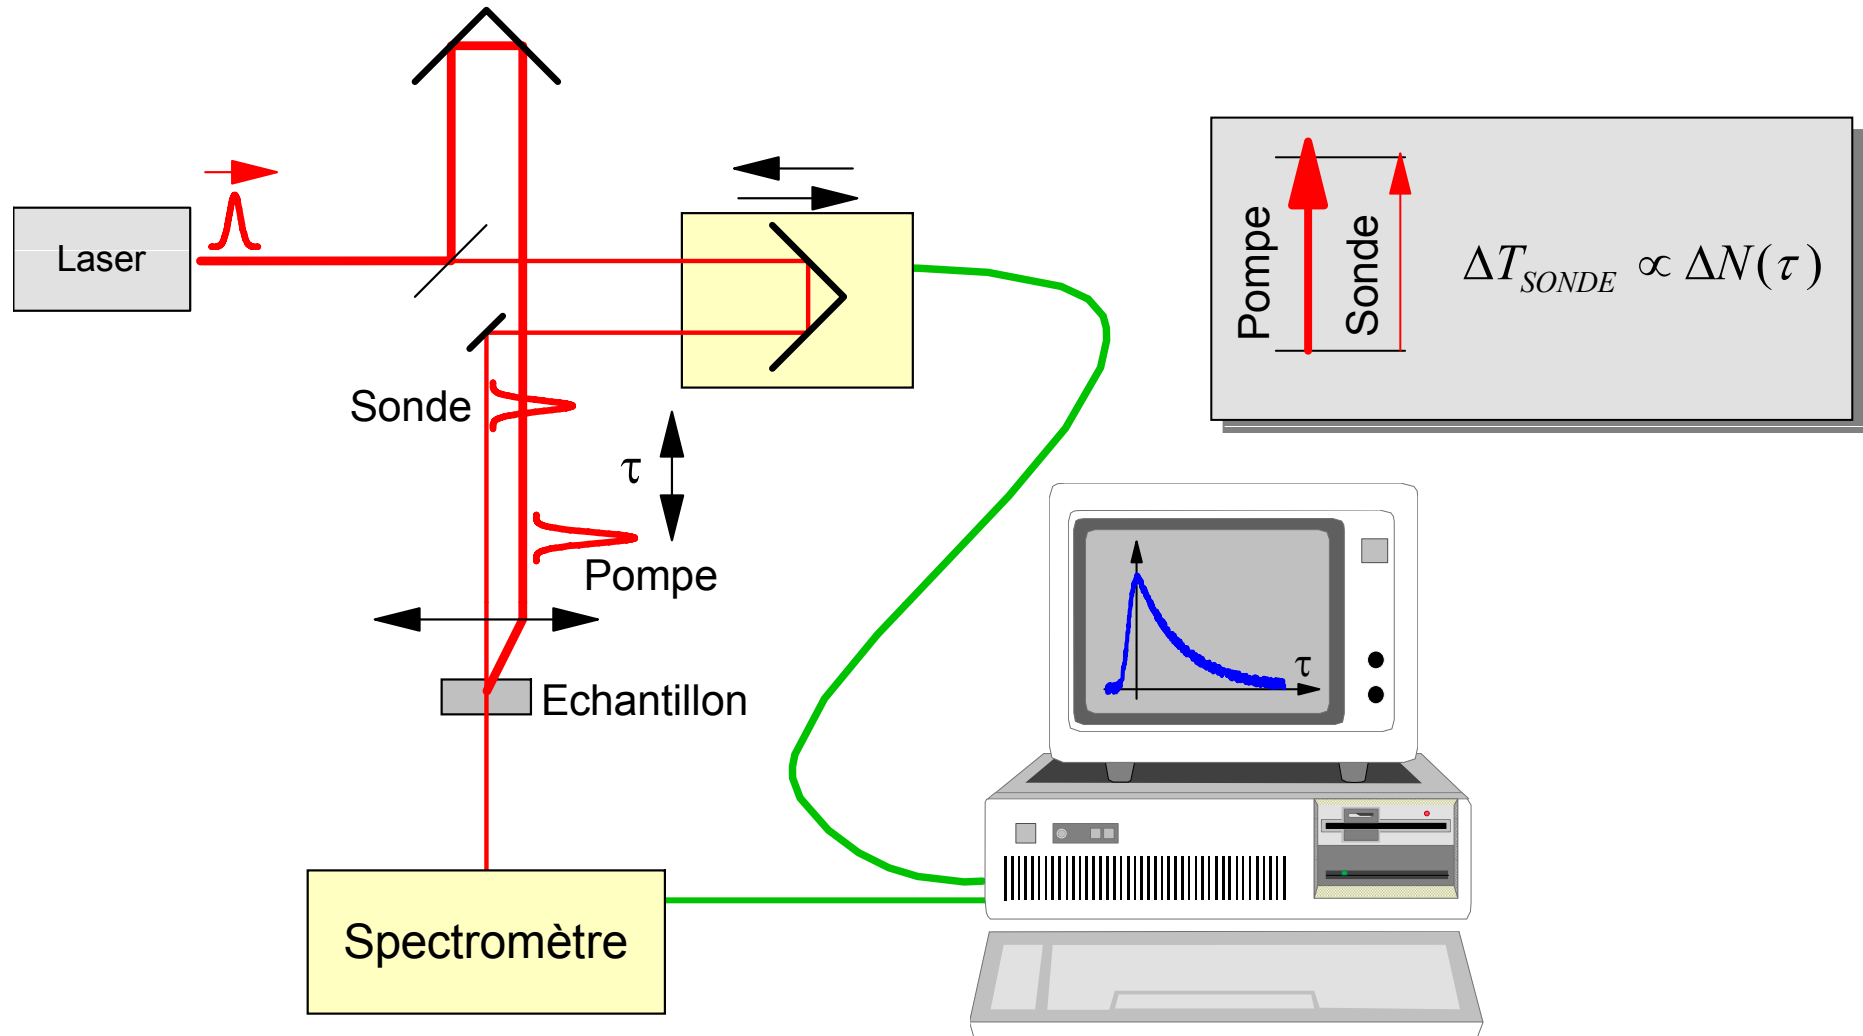 Laser
Pompe
Sonde
ΔT_SONDE ∝ ΔN(τ)
Sonde
τ
Pompe
τ
Echantillon
Spectromètre